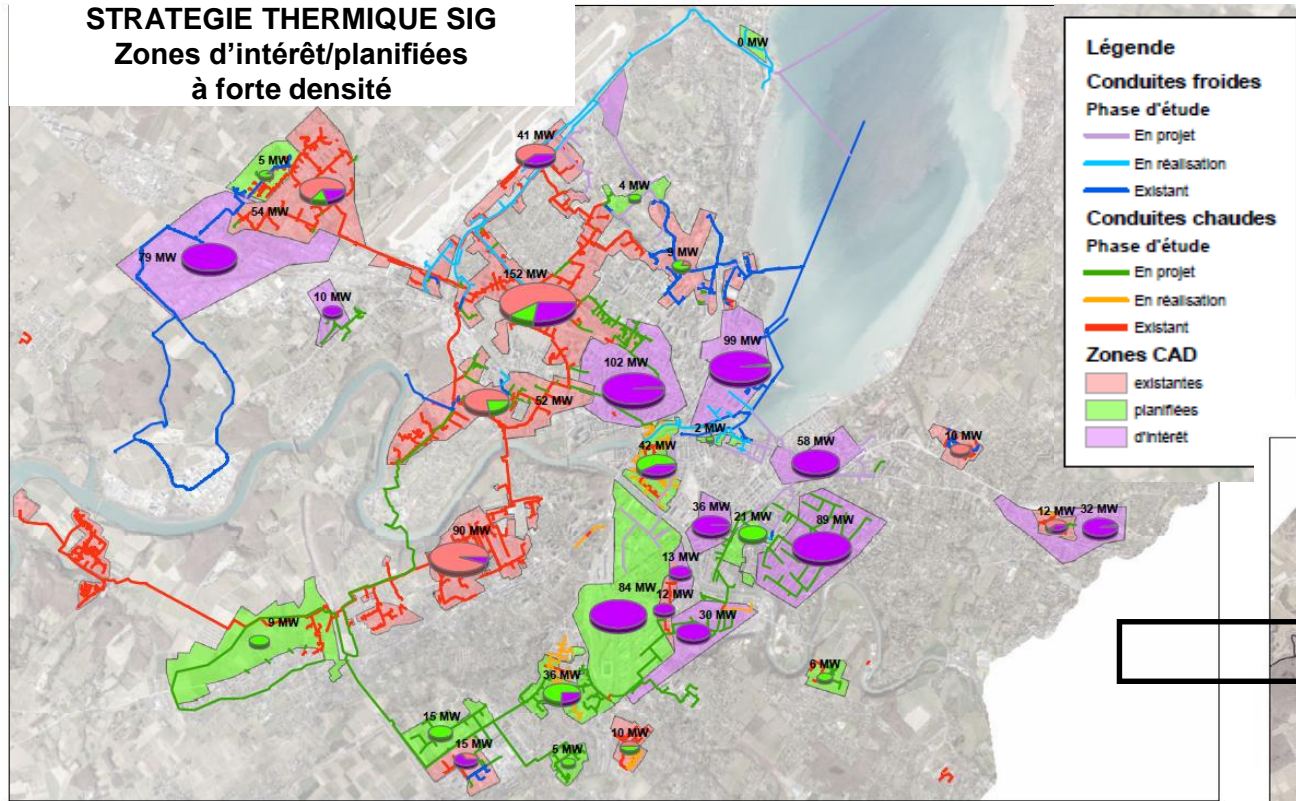 STRATEGIE THERMIQUE SIG
Zones d'intérêt/planifiées
à forte densité
Légende
Conduites froides
Phase d'étude
En projet
En réalisation
Existant
Conduites chaudes
Phase d'étude
En projet
En réalisation
Existant
Zones CAD
existantes
planifiées
d'intérêt
0 MW
41 MW
5 MW
4 MW
54 MW
79 MW
9 MW
152 MW
10 MW
99 MW
102 MW
52 MW
2 MW
42 MW
58 MW
10 MW
36 MW
21 MW
89 MW
12 MW
32 MW
90 MW
13 MW
84 MW
12 MW
30 MW
9 MW
36 MW
6 MW
15 MW
15 MW
5 MW
10 MW